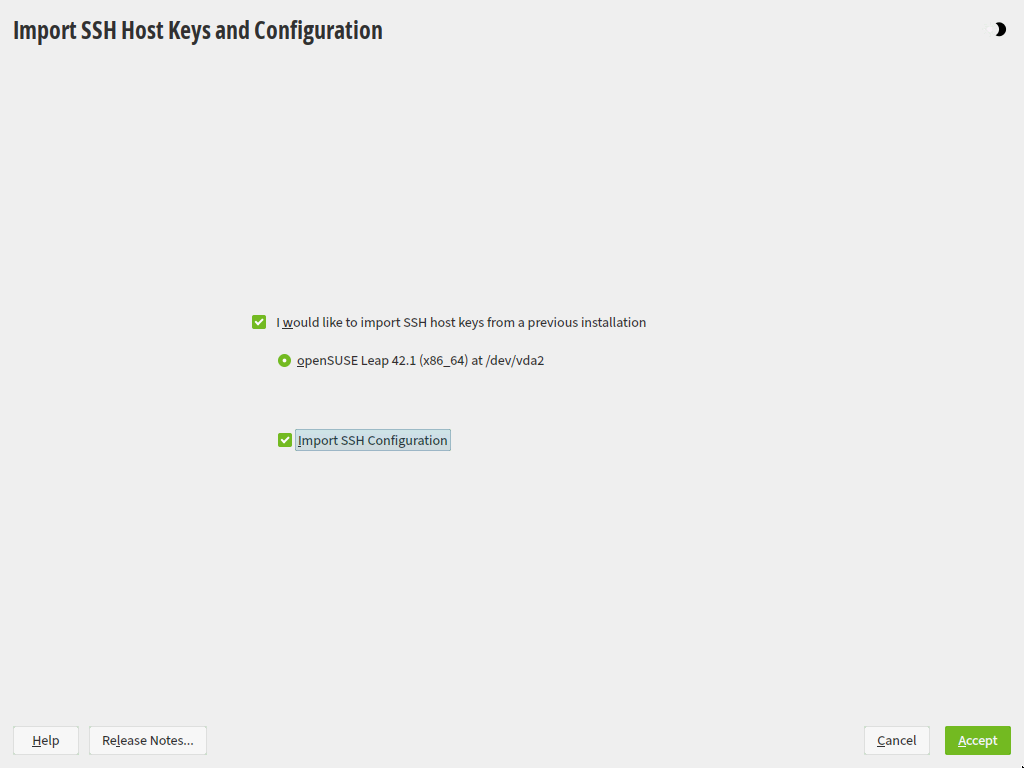 Import SSH Host Keys and Configuration
I would like to import SSH host keys from a previous installation
openSUSE Leap 42.1 (x86_64) at /dev/vda2
Import SSH Configuration
Help Release Notes... Cancel Accept